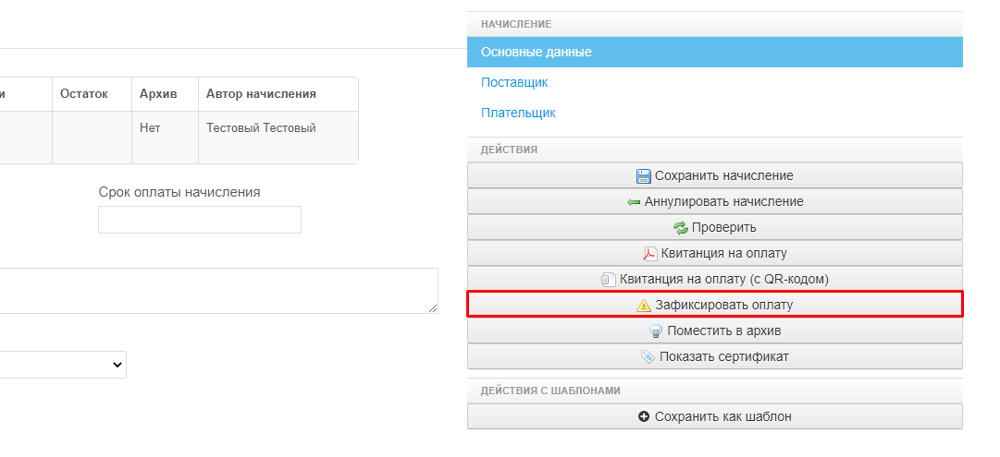 и Остаток Архив Автор начисления
Нет Тестовый Тестовый
Срок оплаты начисления
НАЧИСЛЕНИЕ
Основные данные
Поставщик
Плательщик
ДЕЙСТВИЯ
Сохранить начисление
Аннулировать начисление
Проверить
Квитанция на оплату
Квитанция на оплату (с QR-кодом)
Зафиксировать оплату
Поместить в архив
Показать сертификат
ДЕЙСТВИЯ С ШАБЛОНАМИ
Сохранить как шаблон